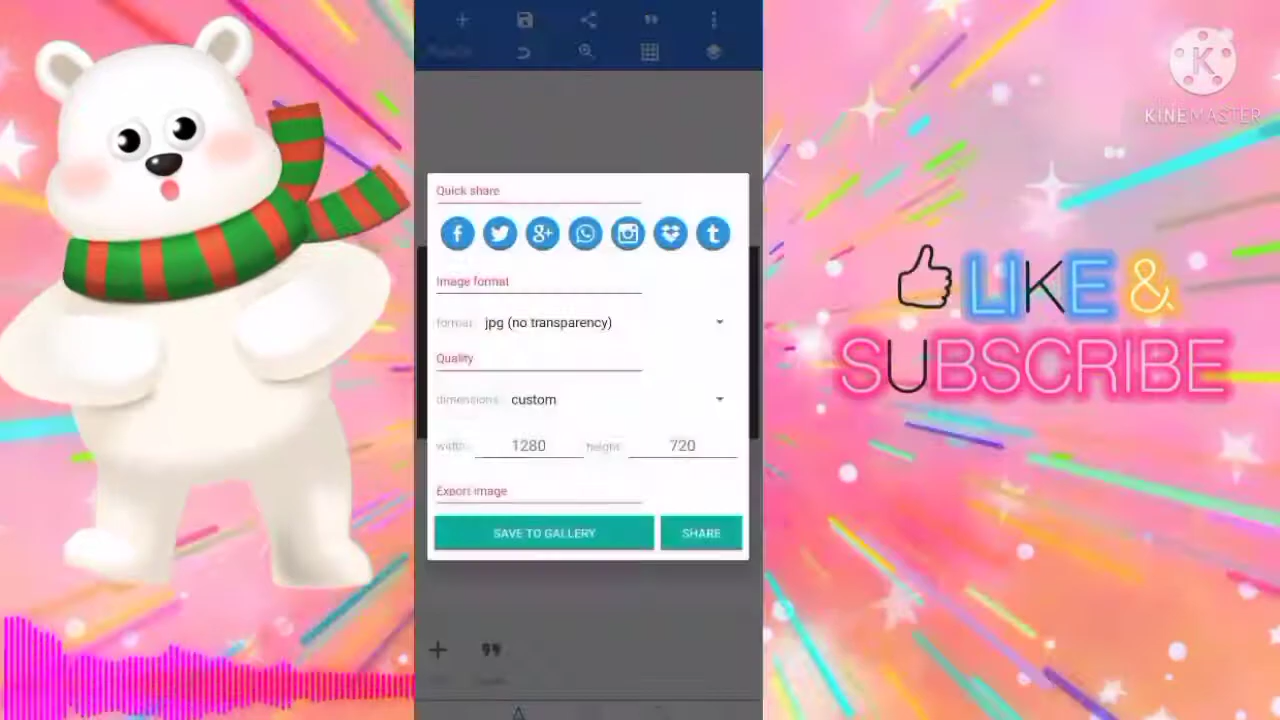 Quick share
Image format
format: jpg (no transparency)
Quality
dimensions: custom
width: 1280 height: 720
Export image
SAVE TO GALLERY SHARE
K
KINEMASTER
LIKE &
SUBSCRIBE